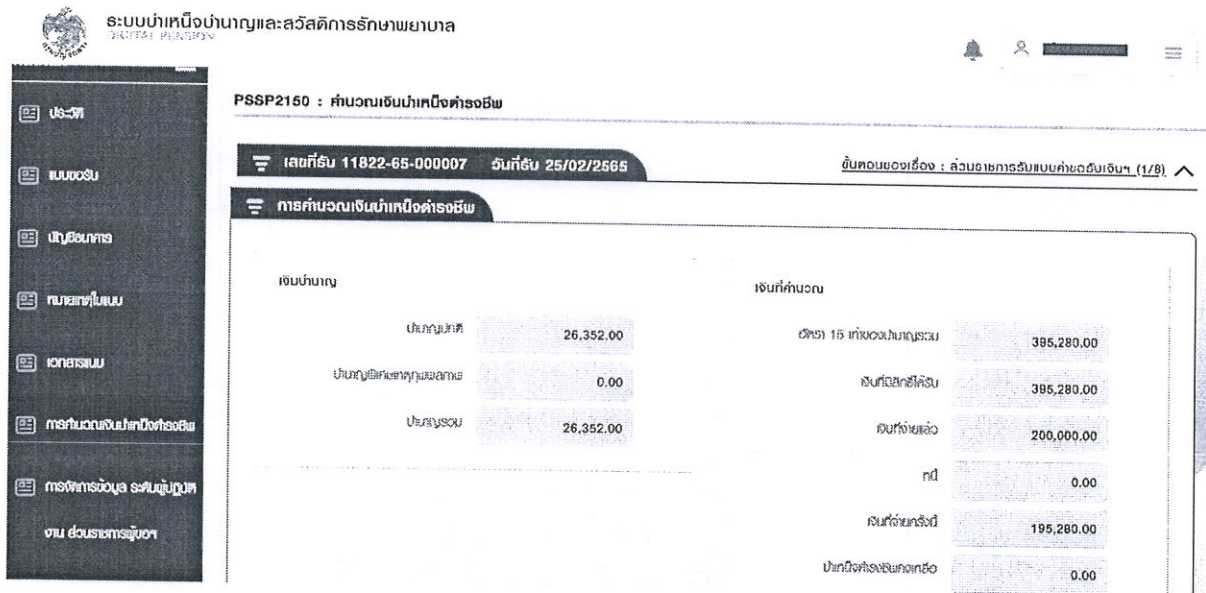 ระบบบำเหน็จบำนาญและสวัสดิการรักษาพยาบาล
DIGITAL PENSION
กรมบัญชีกลาง
PSSP2150 : คำนวณเงินบำเหน็จดำรงชีพ
ประวัติ
แบบขอรับ
บัญชีธนาคาร
หมายเหตุในแบบ
เอกสารแนบ
การคำนวณเงินบำเหน็จดำรงชีพ
การจัดการข้อมูล ระดับผู้ปฏิบัติ
งาน ส่วนราชการผู้ขอฯ
เลขที่รับ 11822-65-000007 วันที่รับ 25/02/2565
ขั้นตอนของเรื่อง : ส่วนราชการรับแบบคำขอรับเงินฯ (1/8)
การคำนวณเงินบำเหน็จดำรงชีพ
เงินบำนาญ
บำนาญปกติ 26,352.00
บำนาญพิเศษเหตุทุพพลภาพ 0.00
บำนาญรวม 26,352.00
เงินที่คำนวณ
อัตรา 15 เท่าของบำนาญรวม 395,280.00
เงินที่มีสิทธิ์ได้รับ 395,280.00
เงินที่จ่ายแล้ว 200,000.00
หนี้ 0.00
เงินที่จ่ายครั้งนี้ 195,280.00
บำเหน็จดำรงชีพคงเหลือ 0.00